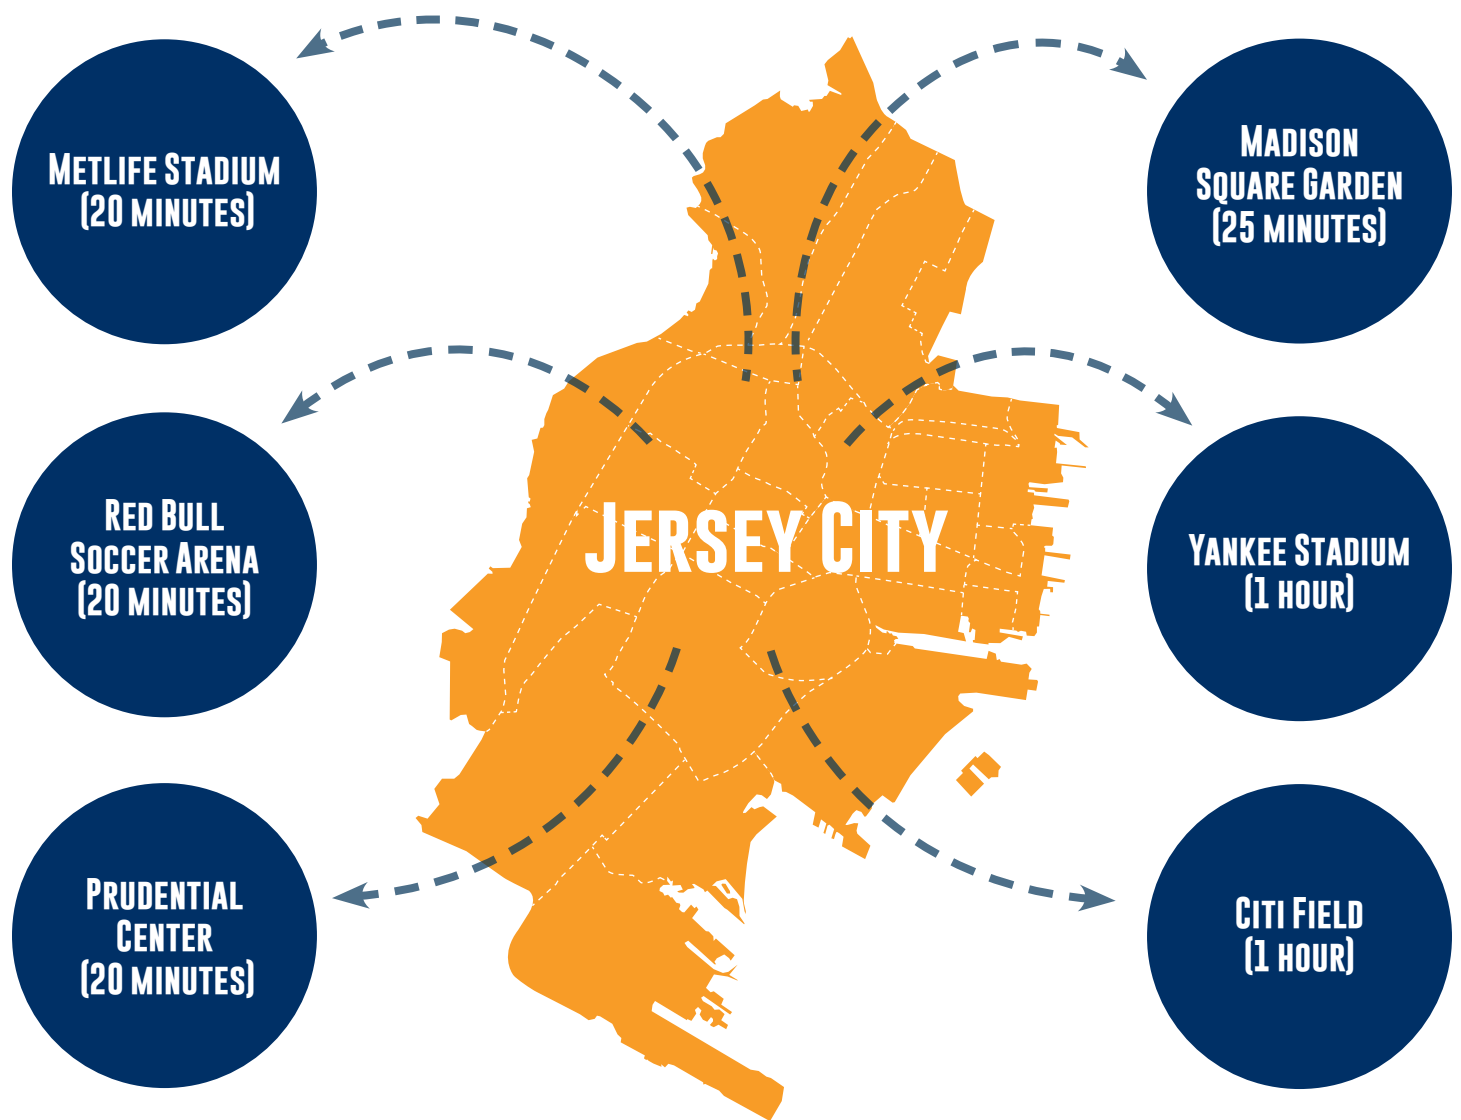 METLIFE STADIUM
(20 MINUTES)
MADISON
SQUARE GARDEN
(25 MINUTES)
RED BULL
SOCCER ARENA
(20 MINUTES)
JERSEY CITY
YANKEE STADIUM
(1 HOUR)
PRUDENTIAL
CENTER
(20 MINUTES)
CITI FIELD
(1 HOUR)